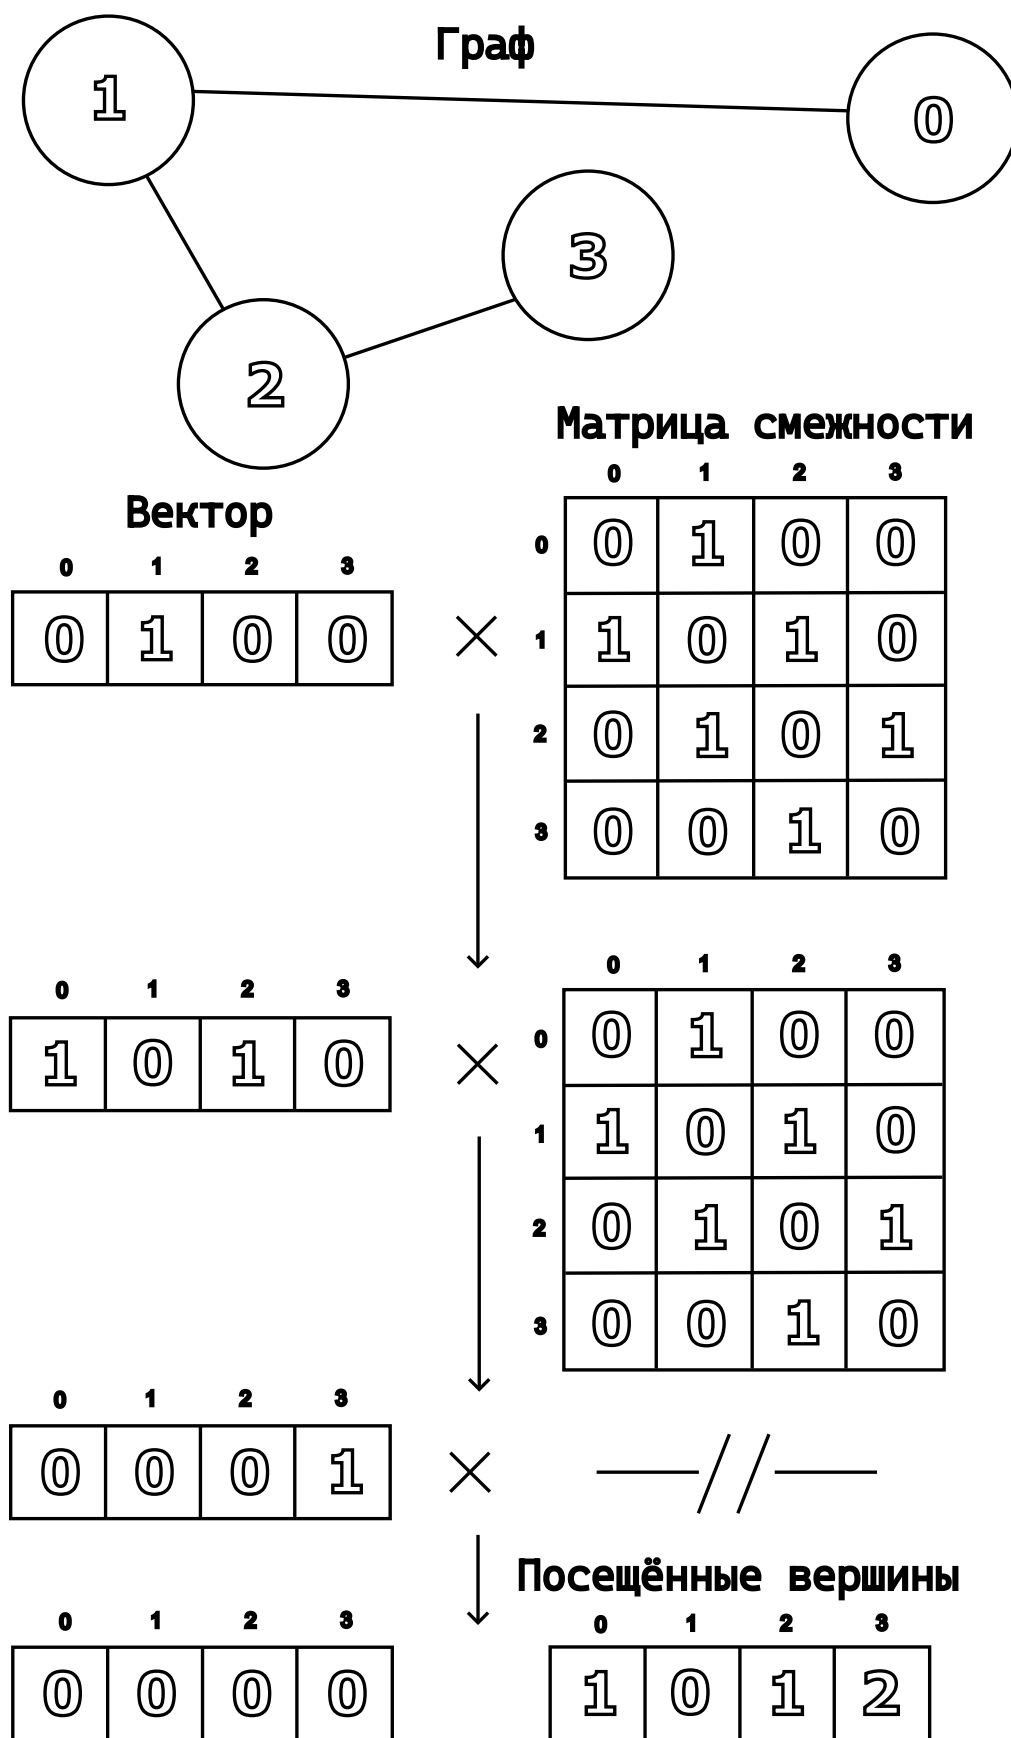 Граф
1
0
3
2
Матрица смежности
Вектор
0 1 2 3
0 1 0 0
0 1 2 3
0 0 1 0 0
1 1 0 1 0
2 0 1 0 1
3 0 0 1 0
0 1 2 3
1 0 1 0
0 1 2 3
0 0 1 0 0
1 1 0 1 0
2 0 1 0 1
3 0 0 1 0
0 1 2 3
0 0 0 1
0 1 2 3
0 0 0 0
Посещённые вершины
0 1 2 3
1 0 1 2